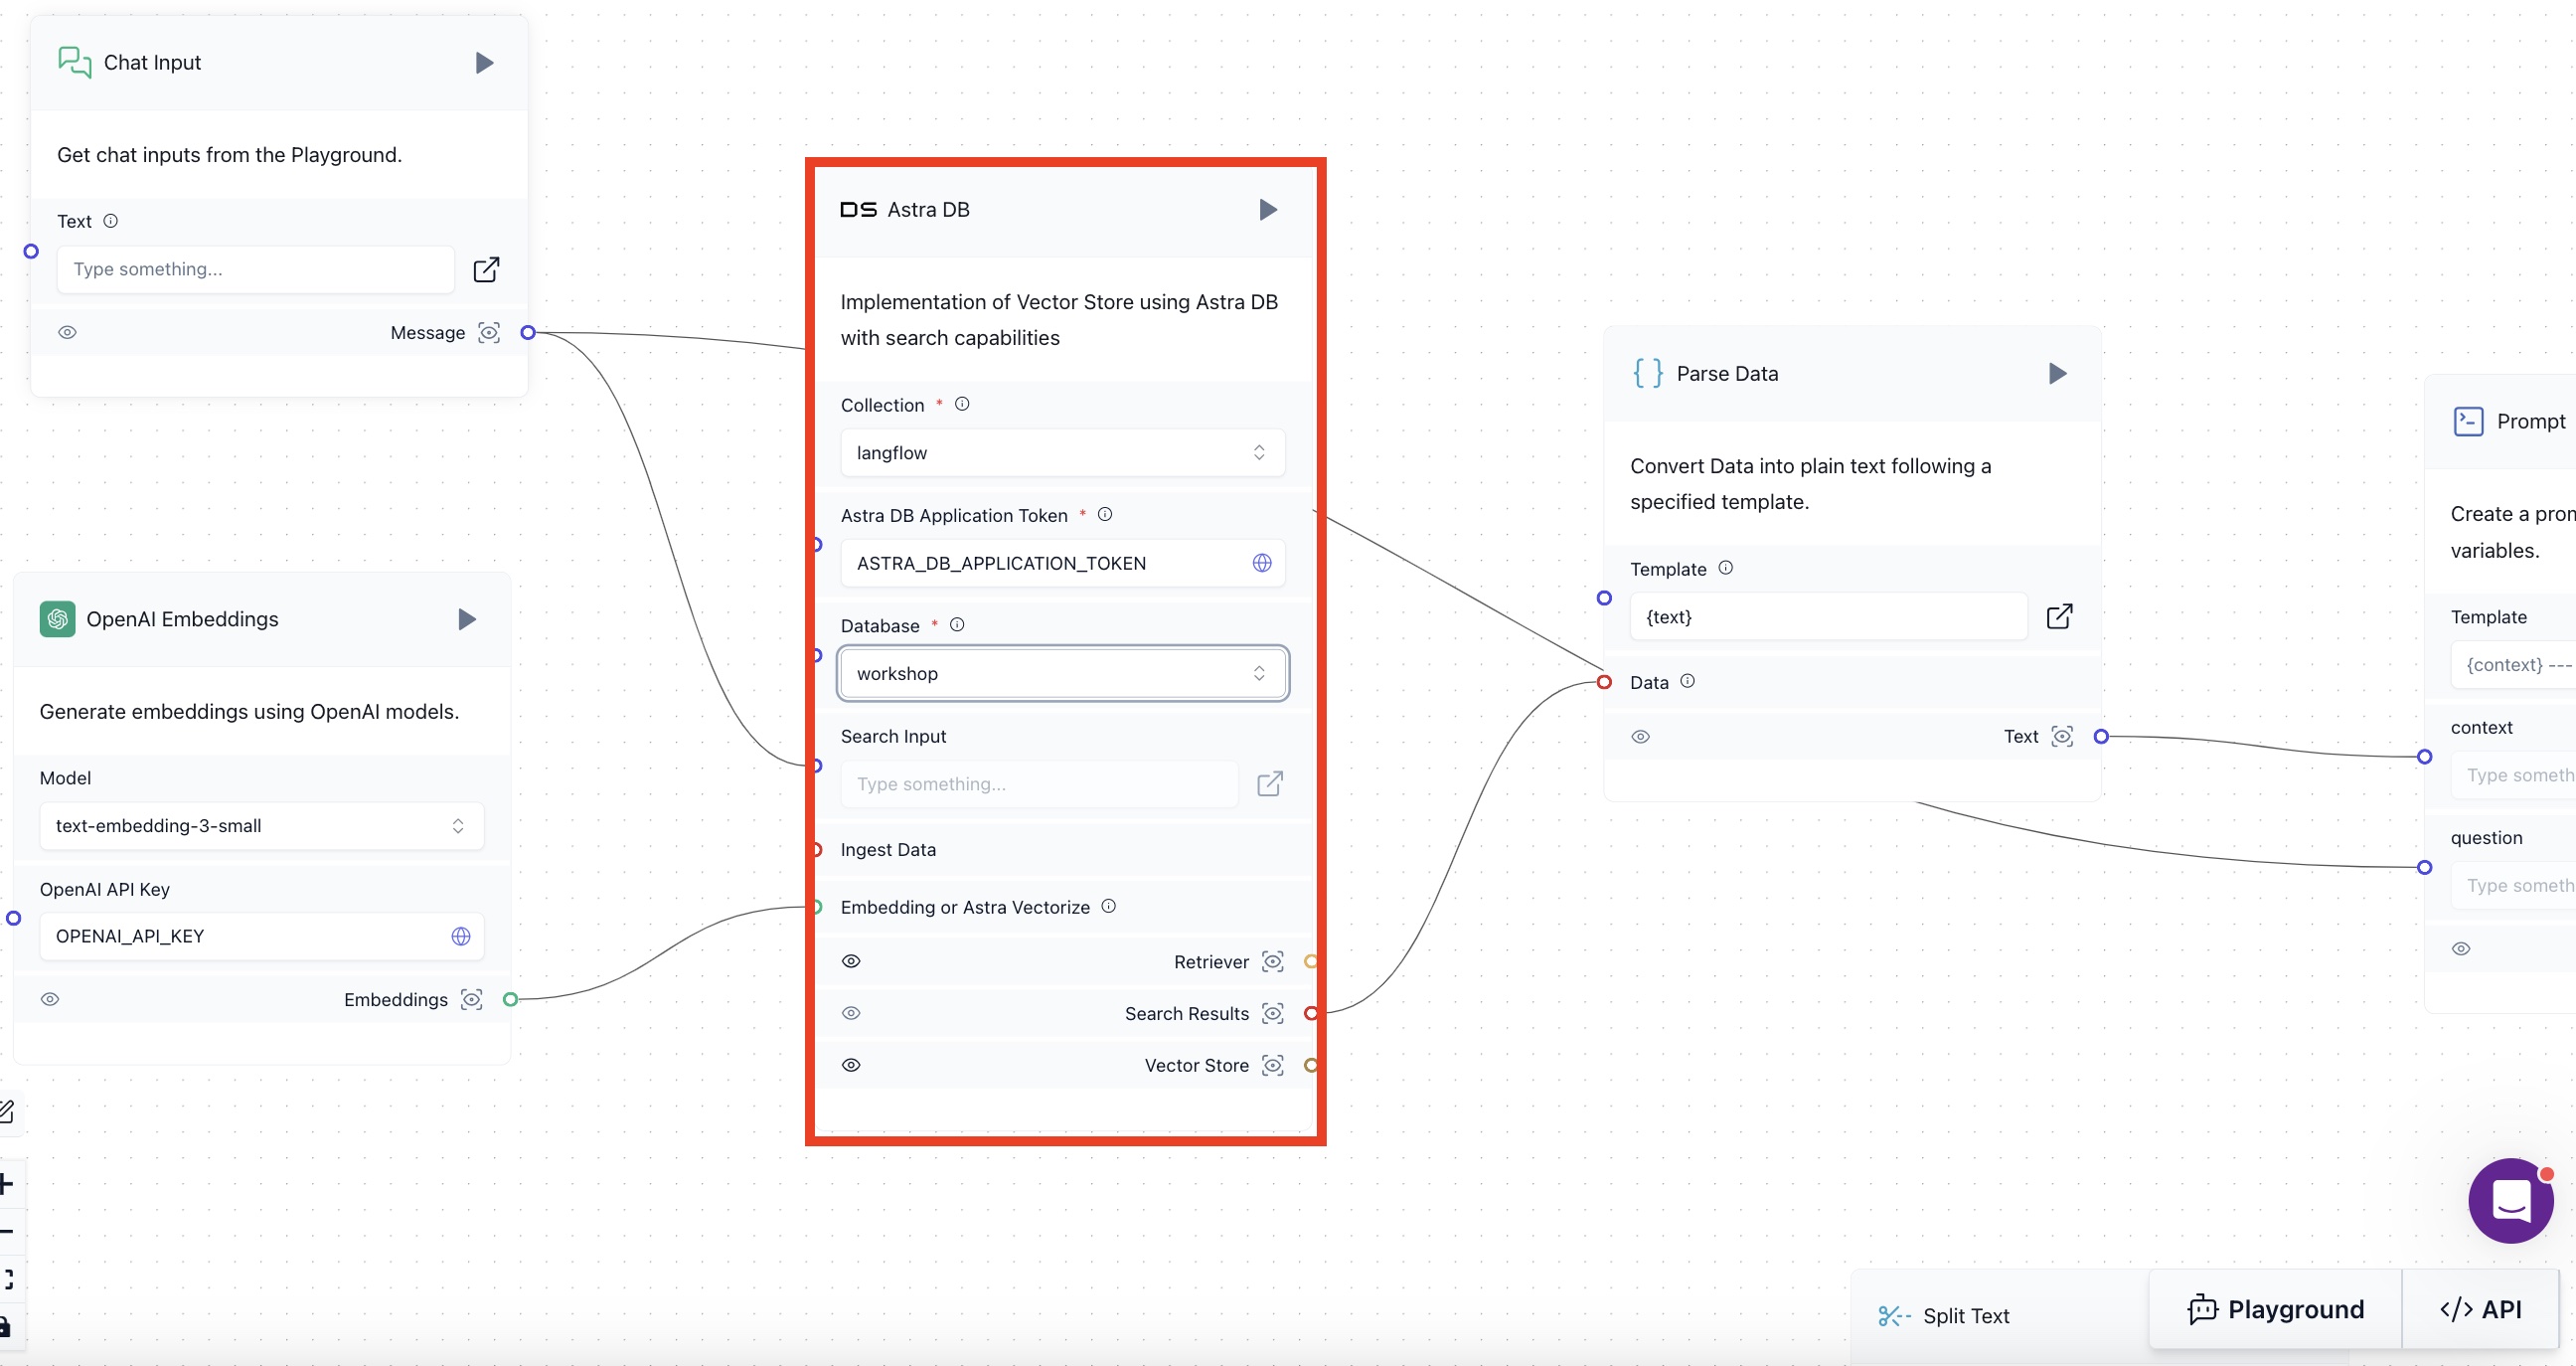 Chat Input
Get chat inputs from the Playground.
Text
Type something...
Message
OpenAI Embeddings
Generate embeddings using OpenAI models.
Model
text-embedding-3-small
OpenAI API Key
OPENAI_API_KEY
Embeddings
DS Astra DB
Implementation of Vector Store using Astra DB
with search capabilities
Collection *
langflow
Astra DB Application Token *
ASTRA_DB_APPLICATION_TOKEN
Database *
workshop
Search Input
Type something...
Ingest Data
Embedding or Astra Vectorize
Retriever
Search Results
Vector Store
{} Parse Data
Convert Data into plain text following a
specified template.
Template
{text}
Data
Text
Prompt
Create a pron
variables.
Template
{context} ---
context
Type someth
question
Type someth
Split Text
Playground
</> API